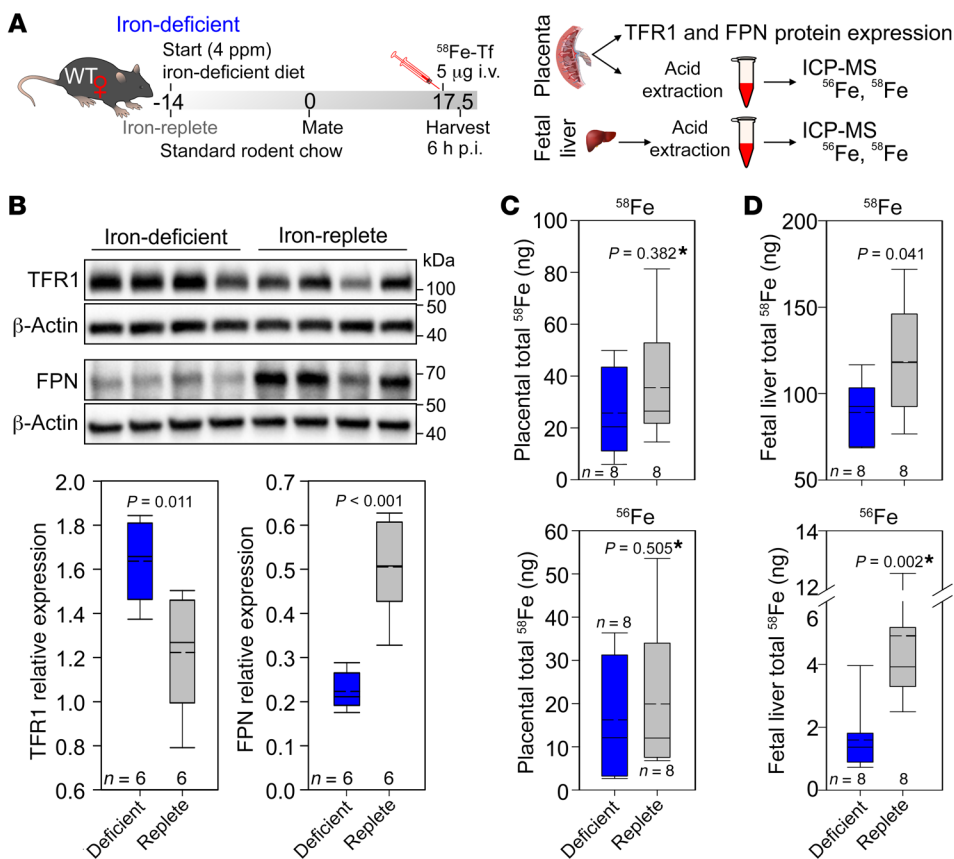 A
Iron-deficient
Start (4 ppm)
iron-deficient diet
WT
-14
0
17.5
Iron-replete
Mate
Harvest
Standard rodent chow
6 h p.i.
58Fe-Tf
5 μg i.v.
Placenta
TFR1 and FPN protein expression
Acid
extraction
ICP-MS
56Fe, 58Fe
Fetal
liver
Acid
extraction
ICP-MS
56Fe, 58Fe
B
Iron-deficient Iron-replete
kDa
TFR1
100
β-Actin
50
40
FPN
70
β-Actin
50
40
TFR1 relative expression
2.0
1.8
1.6
1.4
1.2
1.0
0.8
0.6
P = 0.011
n = 6 6
Deficient
Replete
FPN relative expression
0.7
0.6
0.5
0.4
0.3
0.2
0.1
0.0
P < 0.001
n = 6 6
Deficient
Replete
C
58Fe
Placental total 58Fe (ng)
100
80
60
40
20
0
P = 0.382*
n = 8 8
56Fe
Placental total 58Fe (ng)
60
50
40
30
20
10
0
P = 0.505*
n = 8
n = 8
Deficient
Replete
D
58Fe
Fetal liver total 58Fe (ng)
200
150
100
50
P = 0.041
n = 8 8
56Fe
Fetal liver total 58Fe (ng)
14
12
4
2
0
P = 0.002*
n = 8 8
Deficient
Replete